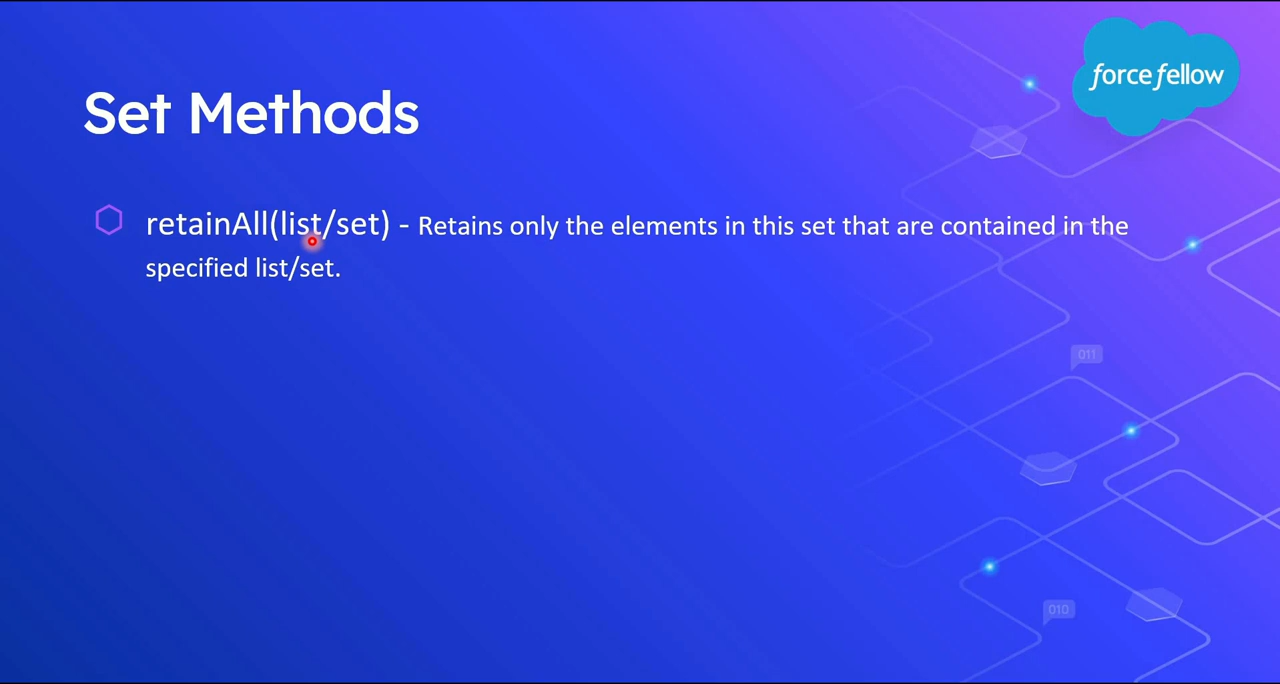 force fellow
Set Methods
retainAll(list/set) - Retains only the elements in this set that are contained in the
specified list/set.
011
010